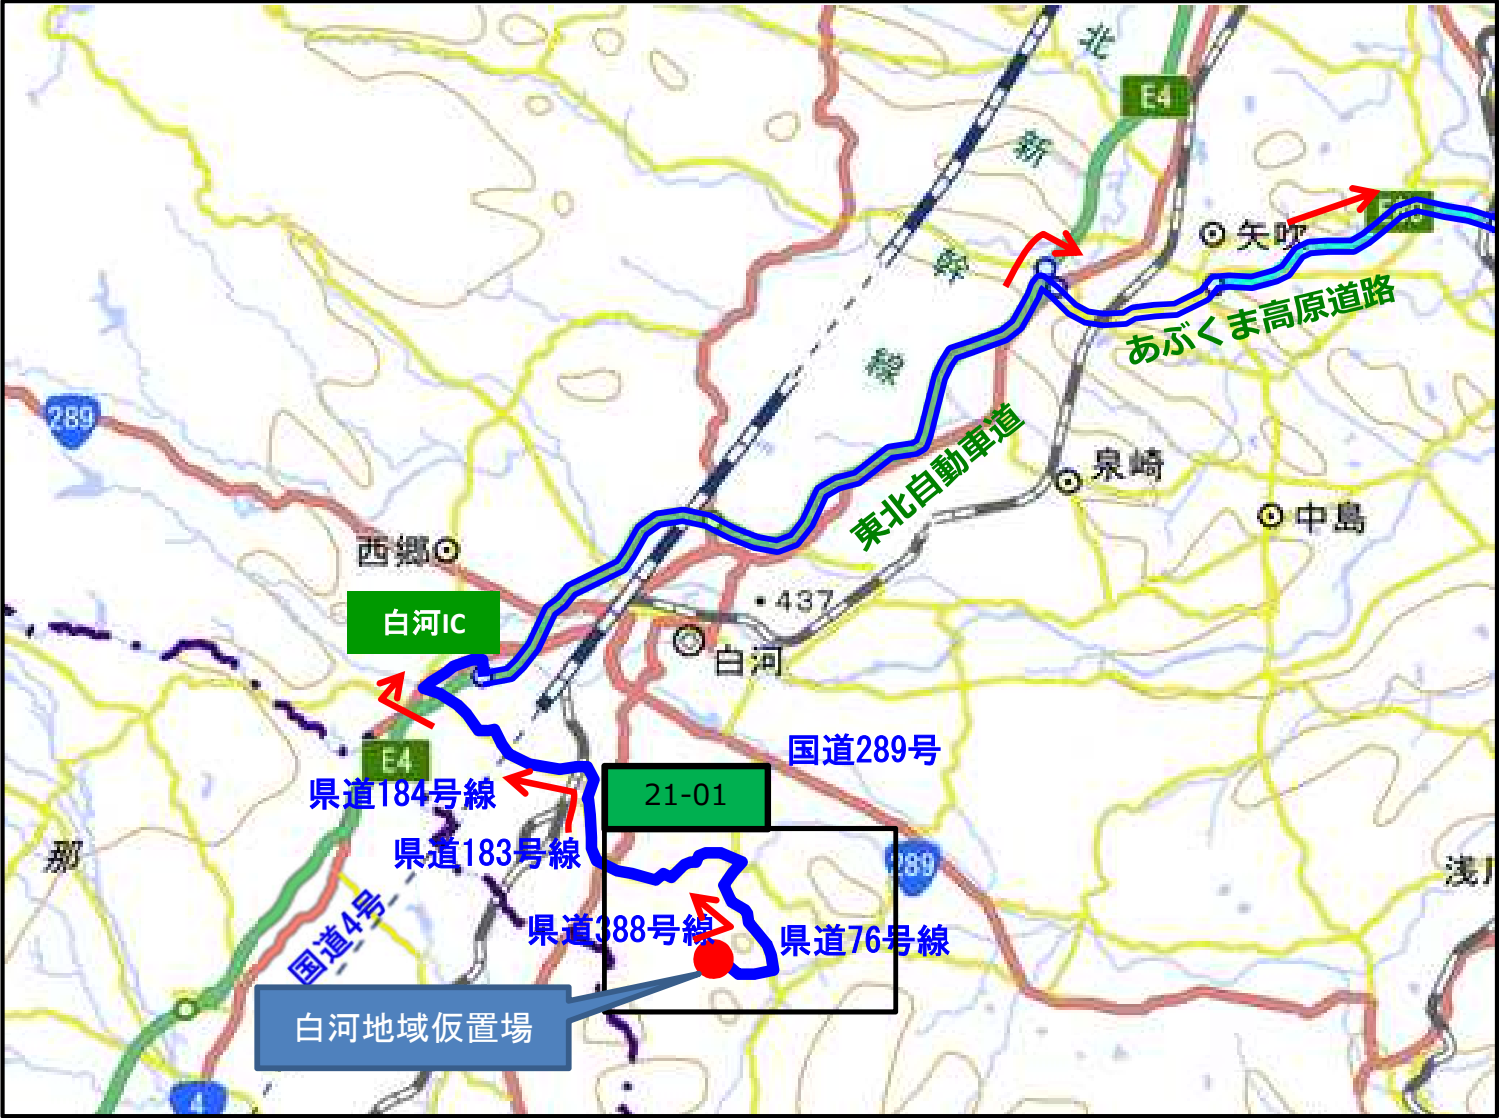 北
E4
新
矢吹
幹
あぶくま高原道路
線
289
東北自動車道
泉崎
中島
西郷
白河IC
・437
白河
国道289号
E4
県道184号線
21-01
県道183号線
那
289
浅
国道4号
県道388号線
県道76号線
白河地域仮置場
4